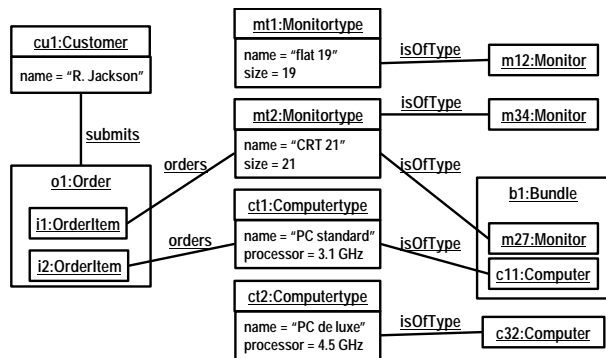 cu1:Customer
name = “R. Jackson”
submits
o1:Order
i1:OrderItem
i2:OrderItem
orders
orders
mt1:Monitortype
name = “flat 19”
size = 19
mt2:Monitortype
name = “CRT 21”
size = 21
ct1:Computertype
name = “PC standard”
processor = 3.1 GHz
ct2:Computertype
name = “PC de luxe”
processor = 4.5 GHz
isOfType
isOfType
isOfType
isOfType
isOfType
m12:Monitor
m34:Monitor
b1:Bundle
m27:Monitor
c11:Computer
c32:Computer